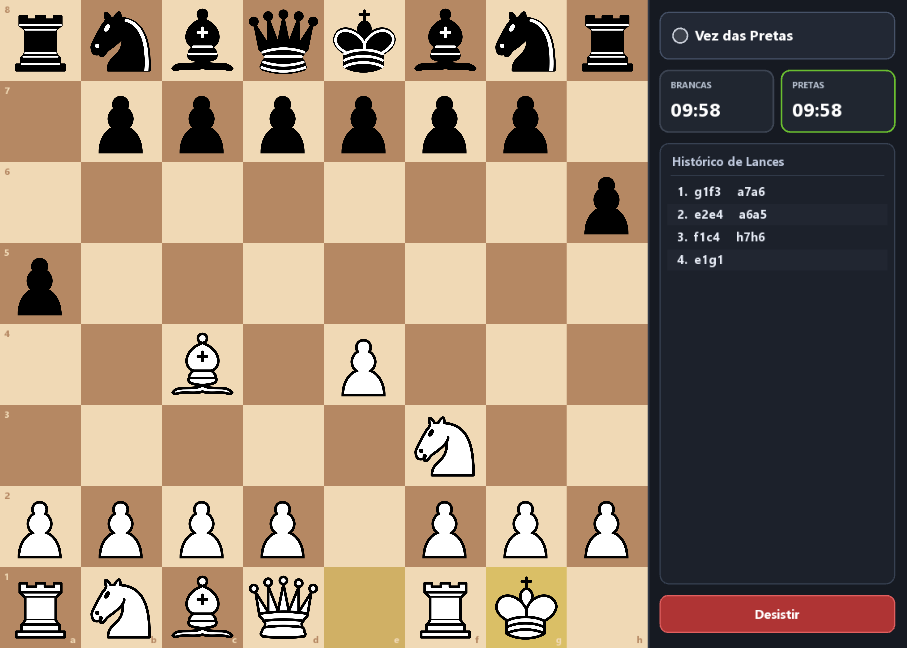 8
7
6
5
4
3
2
1
a b c d e f g h
Vez das Pretas
BRANCAS
09:58
PRETAS
09:58
Histórico de Lances
1. g1f3 a7a6
2. e2e4 a6a5
3. f1c4 h7h6
4. e1g1
Desistir